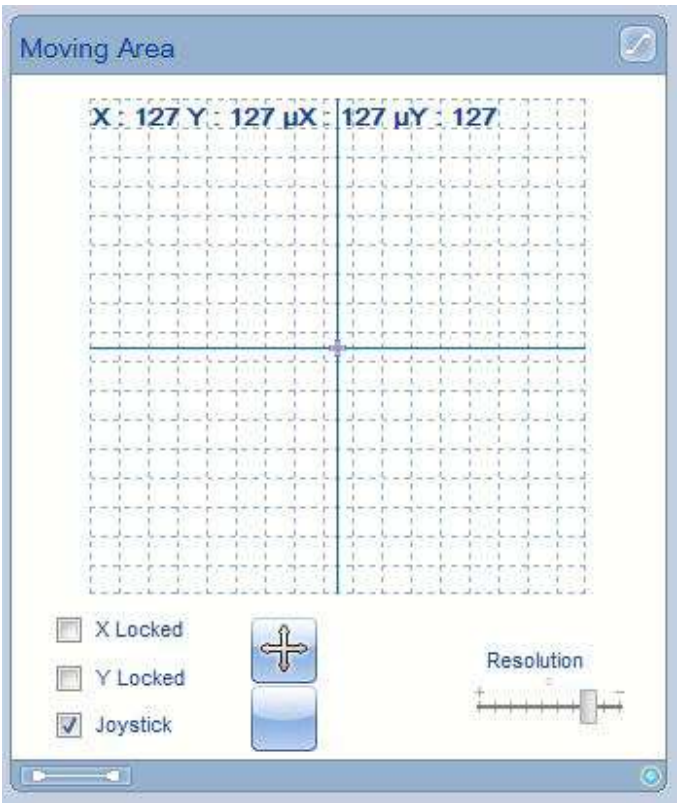 Moving Area
X : 127 Y : 127 µX : 127 µY : 127
X Locked
Y Locked
Joystick
Resolution
+ -